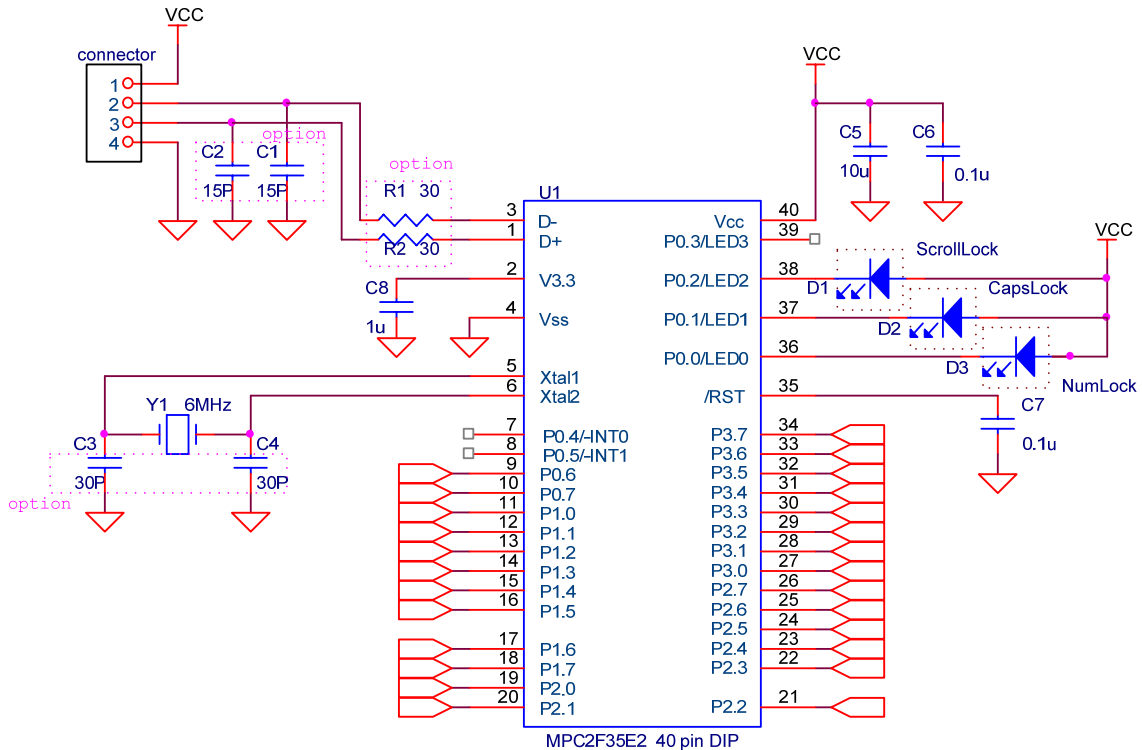 VCC
connector
1
2
3
4
option
C2
C1
15P
15P
option
R1 30
R2 30
C8
1u
Y1 6MHz
C3
C4
30P
30P
option
U1
3 D-
1 D+
2 V3.3
4 Vss
5 Xtal1
6 Xtal2
7 P0.4/-INT0
8 P0.5/-INT1
9 P0.6
10 P0.7
11 P1.0
12 P1.1
13 P1.2
14 P1.3
15 P1.4
16 P1.5
17 P1.6
18 P1.7
19 P2.0
20 P2.1
Vcc 40
P0.3/LED3 39
P0.2/LED2 38
P0.1/LED1 37
P0.0/LED0 36
/RST 35
P3.7 34
P3.6 33
P3.5 32
P3.4 31
P3.3 30
P3.2 29
P3.1 28
P3.0 27
P2.7 26
P2.6 25
P2.5 24
P2.4 23
P2.3 22
P2.2 21
MPC2F35E2 40 pin DIP
VCC
C5
10u
C6
0.1u
VCC
ScrollLock
D1
CapsLock
D2
D3
NumLock
C7
0.1u